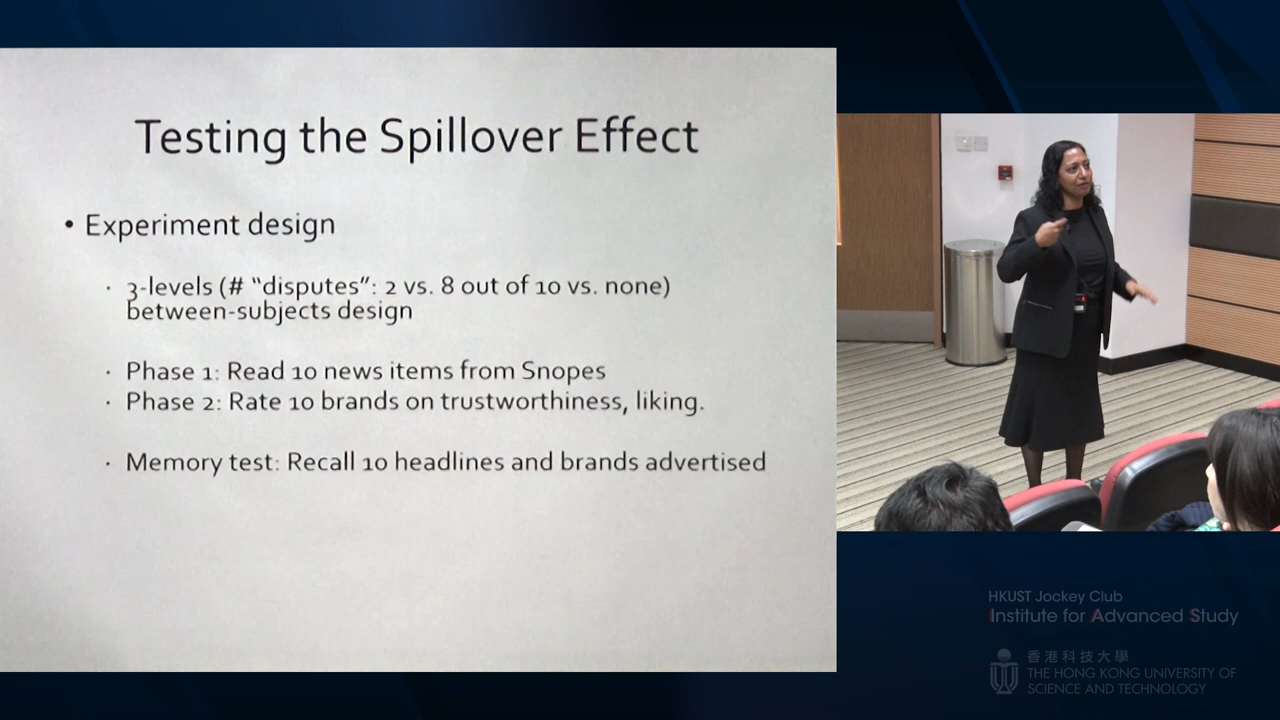 Testing the Spillover Effect
• Experiment design
· 3-levels (# “disputes”: 2 vs. 8 out of 10 vs. none)
between-subjects design
· Phase 1: Read 10 news items from Snopes
· Phase 2: Rate 10 brands on trustworthiness, liking.
· Memory test: Recall 10 headlines and brands advertised
HKUST Jockey Club
Institute for Advanced Study
香港科技大學
THE HONG KONG UNIVERSITY OF
SCIENCE AND TECHNOLOGY